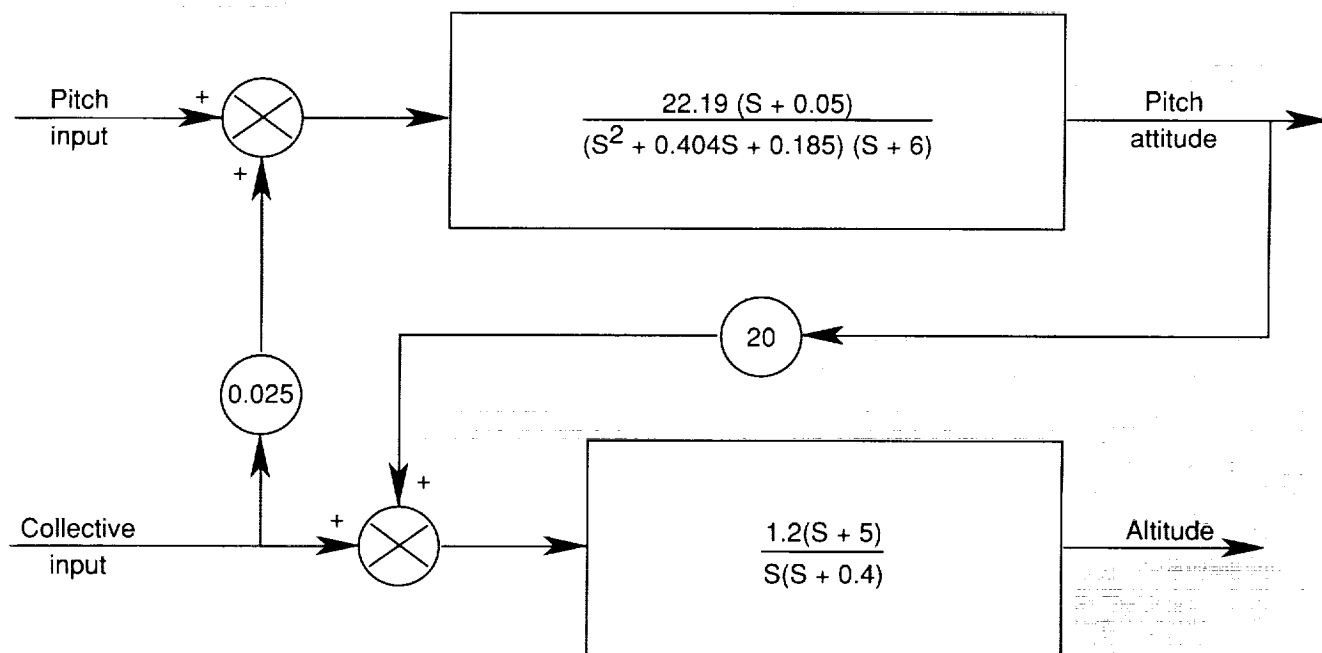 Pitch
input
+
+
22.19 (S + 0.05)
(S² + 0.404S + 0.185) (S + 6)
Pitch
attitude
20
0.025
Collective
input
+
+
1.2(S + 5)
S(S + 0.4)
Altitude